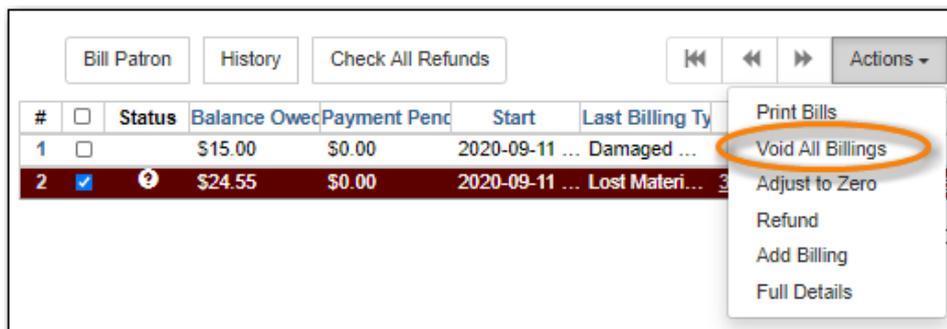 Bill Patron History Check All Refunds Actions
# Status Balance Owed Payment Pend Start Last Billing Ty
1 $15.00 $0.00 2020-09-11 ... Damaged ...
2 $24.55 $0.00 2020-09-11 ... Lost Materi... 3
Print Bills
Void All Billings
Adjust to Zero
Refund
Add Billing
Full Details